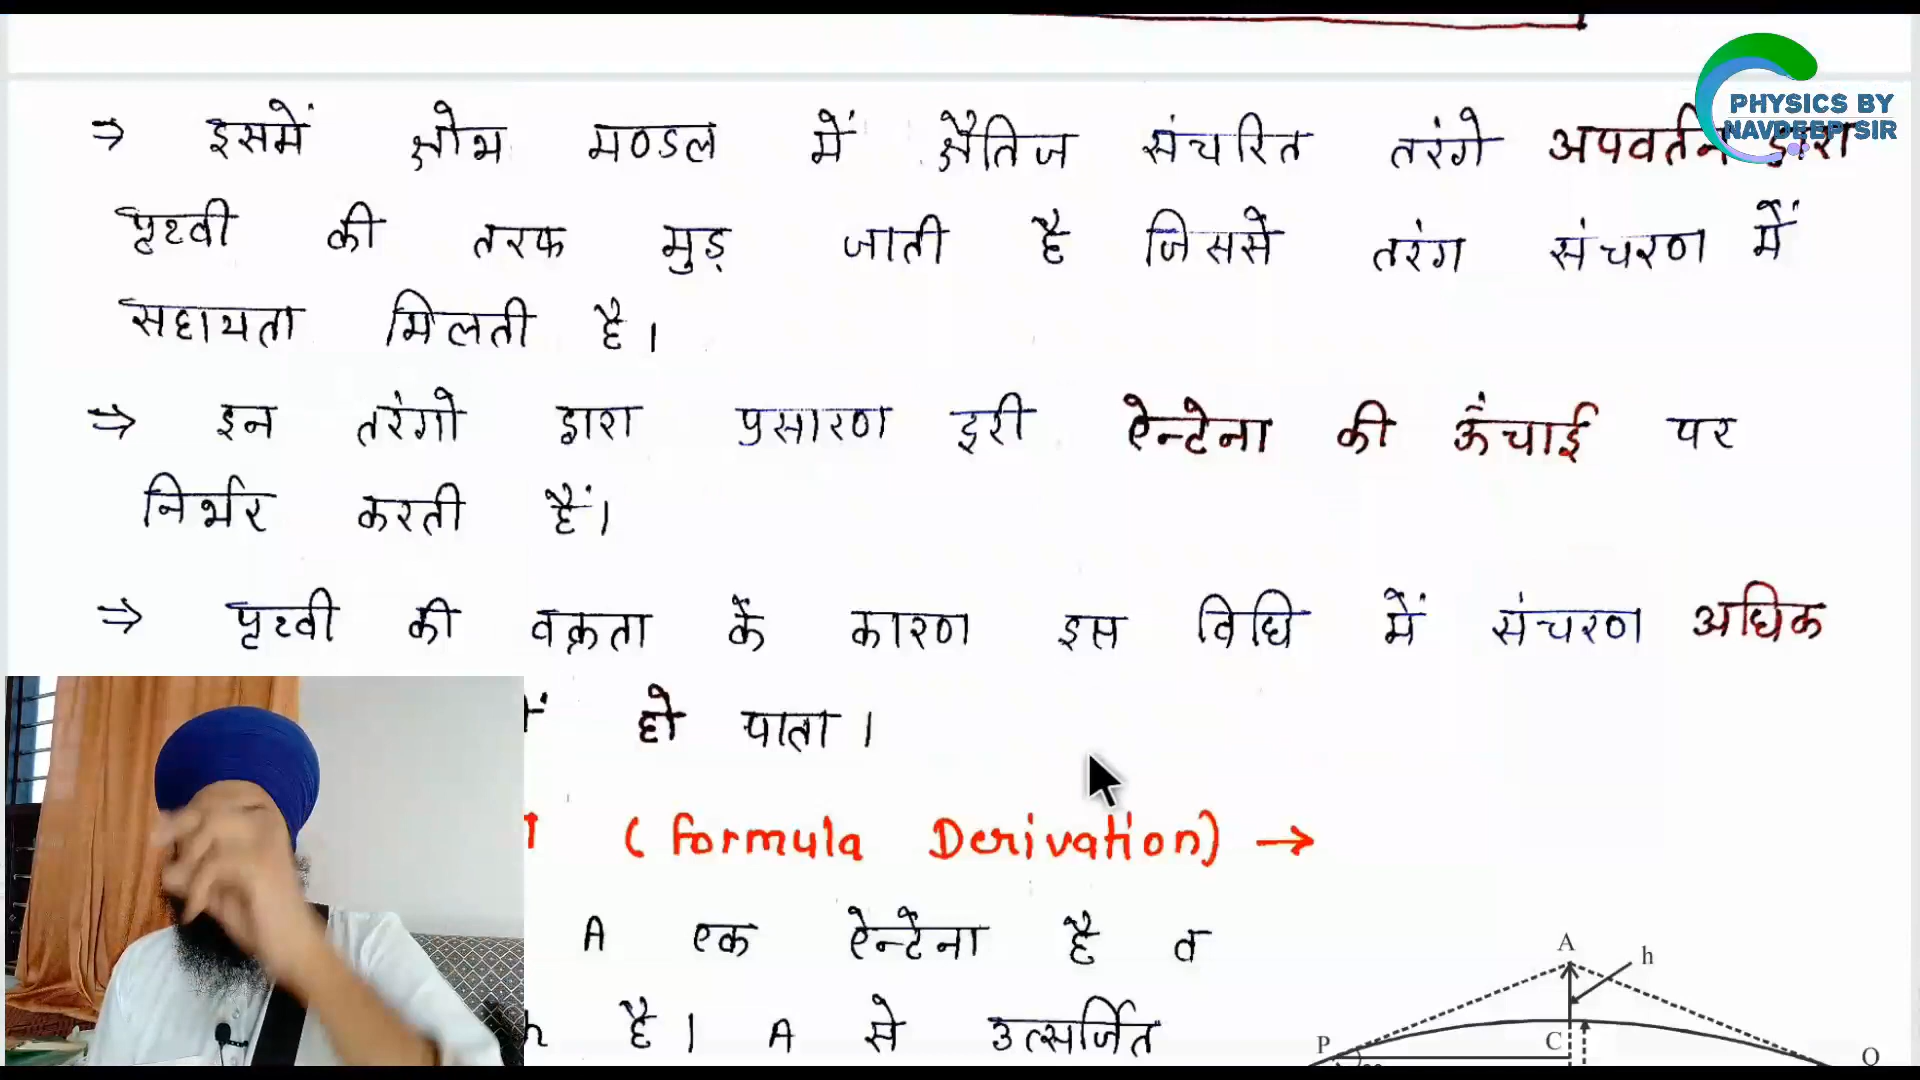 PHYSICS BY
NAVDEEP SIR
⇒ इसमें क्षोभ मण्डल में क्षैतिज संचरित तरंगे अपवर्तन द्वारा
पृथ्वी की तरफ मुड़ जाती है जिससे तरंग संचरण में
सहायता मिलती है।
⇒ इन तरंगो द्वारा प्रसारण दूरी ऐन्टेना की ऊँचाई पर
निर्भर करती हैं।
⇒ पृथ्वी की वक्रता के कारण इस विधि में संचरण अधिक
हो पाता।
(Formula Derivation) →
A एक ऐन्टेना है व
h है। A से उत्सर्जित
A
h
P
C
Q